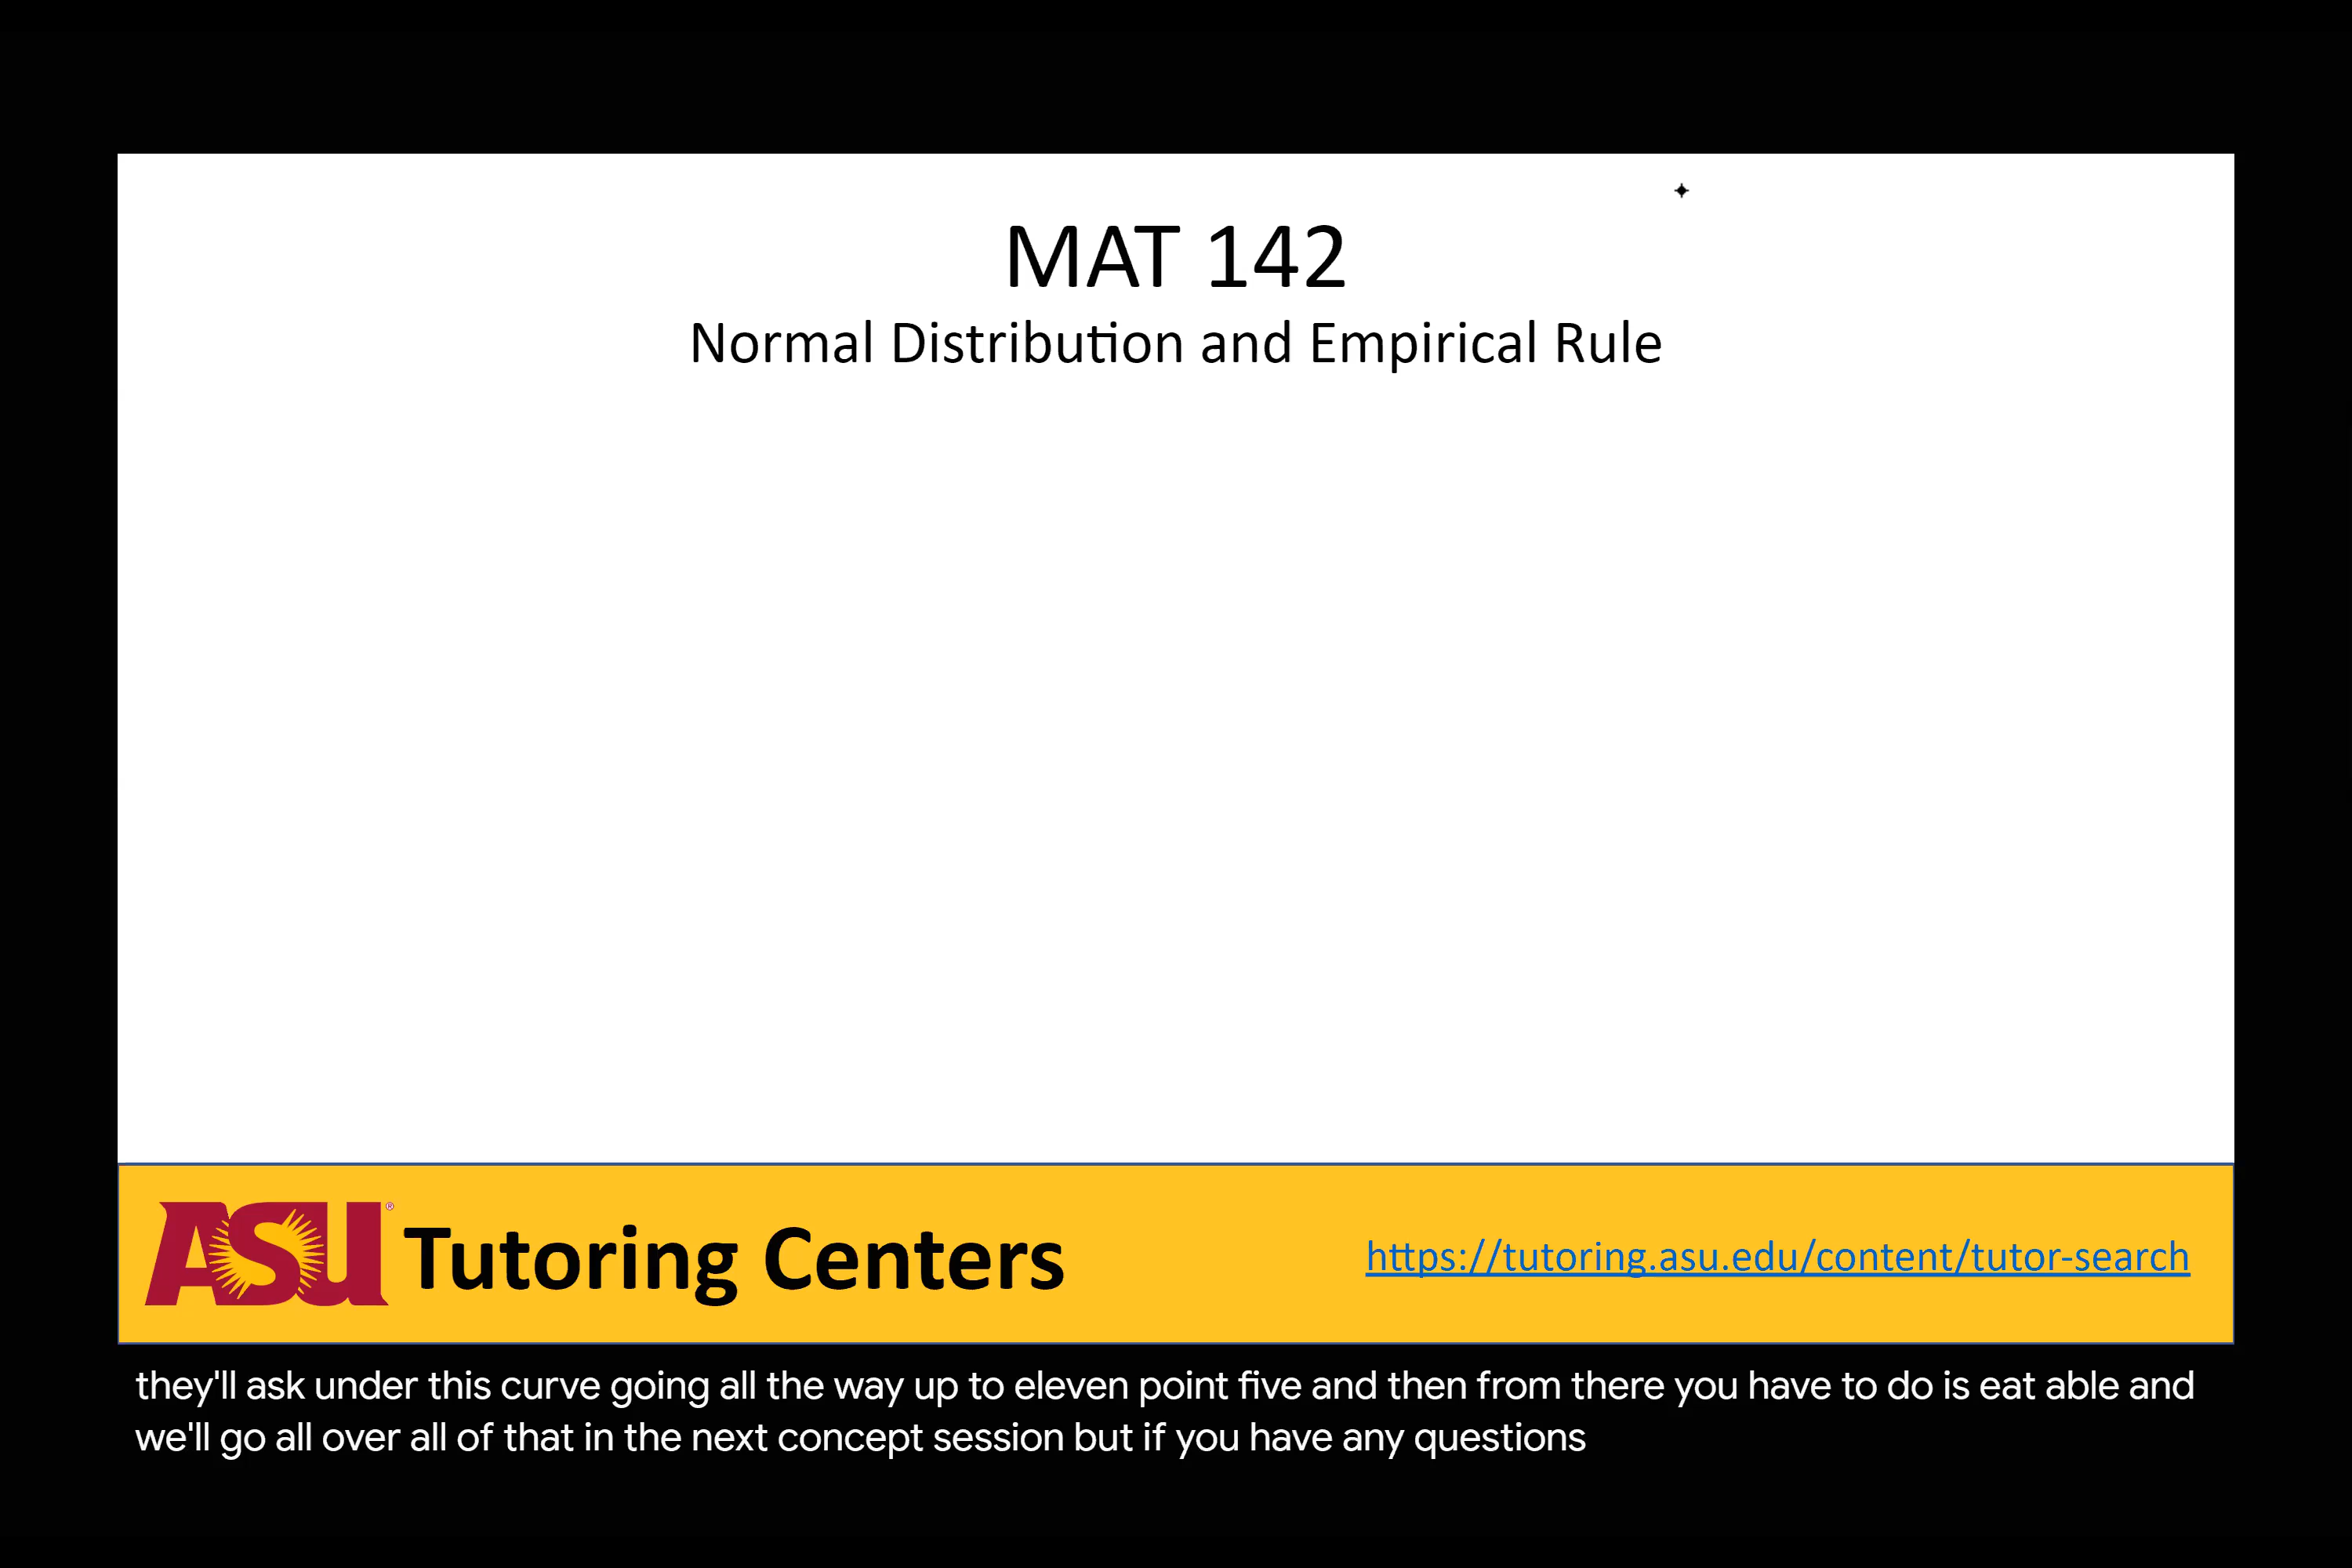 MAT 142
Normal Distribution and Empirical Rule
ASU® Tutoring Centers
https://tutoring.asu.edu/content/tutor-search
they'll ask under this curve going all the way up to eleven point five and then from there you have to do is eat able and
we'll go all over all of that in the next concept session but if you have any questions